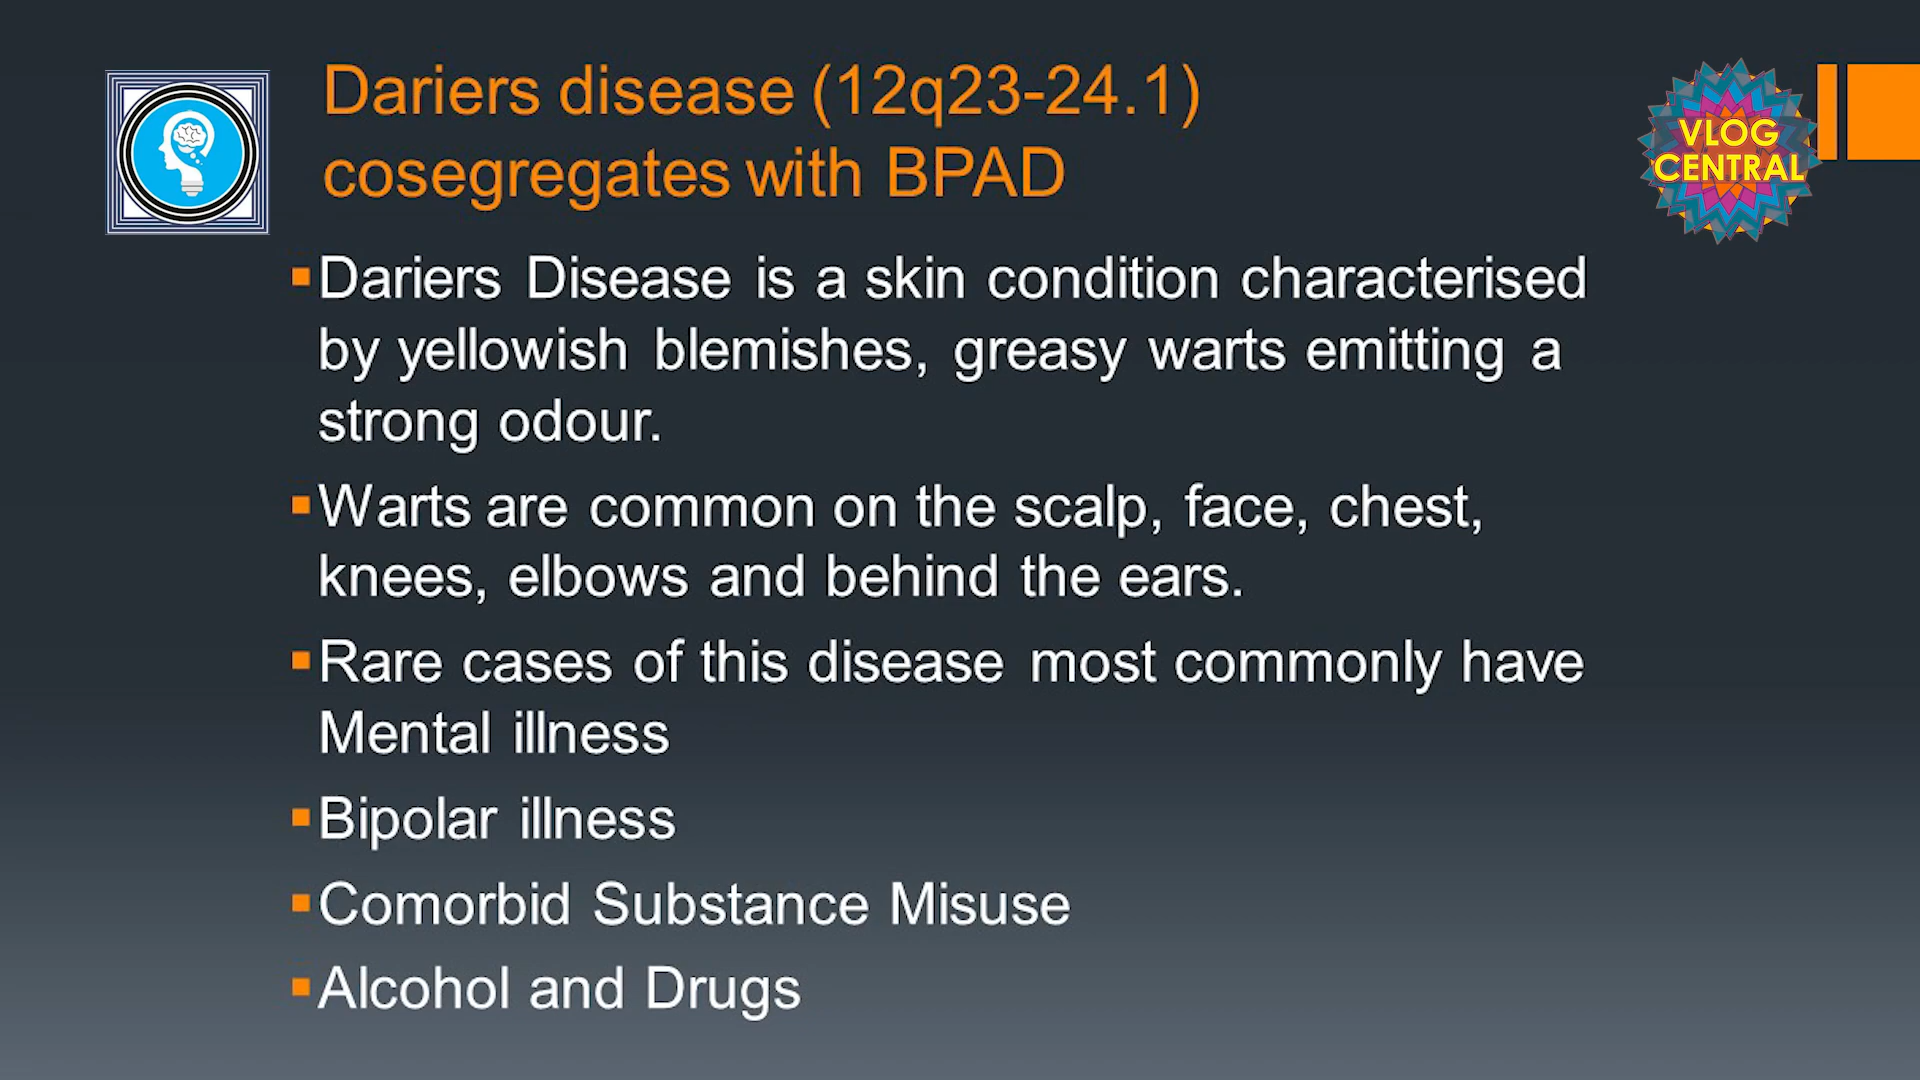 Dariers disease (12q23-24.1)
cosegregates with BPAD
VLOG
CENTRAL
Dariers Disease is a skin condition characterised
by yellowish blemishes, greasy warts emitting a
strong odour.
Warts are common on the scalp, face, chest,
knees, elbows and behind the ears.
Rare cases of this disease most commonly have
Mental illness
Bipolar illness
Comorbid Substance Misuse
Alcohol and Drugs